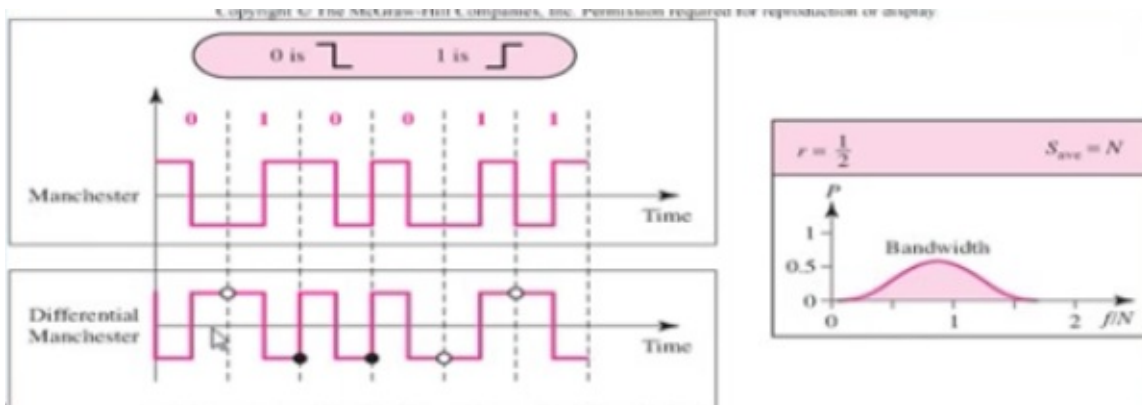 Copyright © The McGraw-Hill Companies, Inc. Permission required for reproduction or display
0 is 1 is
0 1 0 0 1 1
Manchester
Time
Differential
Manchester
Time
r = 1/2 Save = N
P
1
Bandwidth
0.5
0
0 1 2 f/N